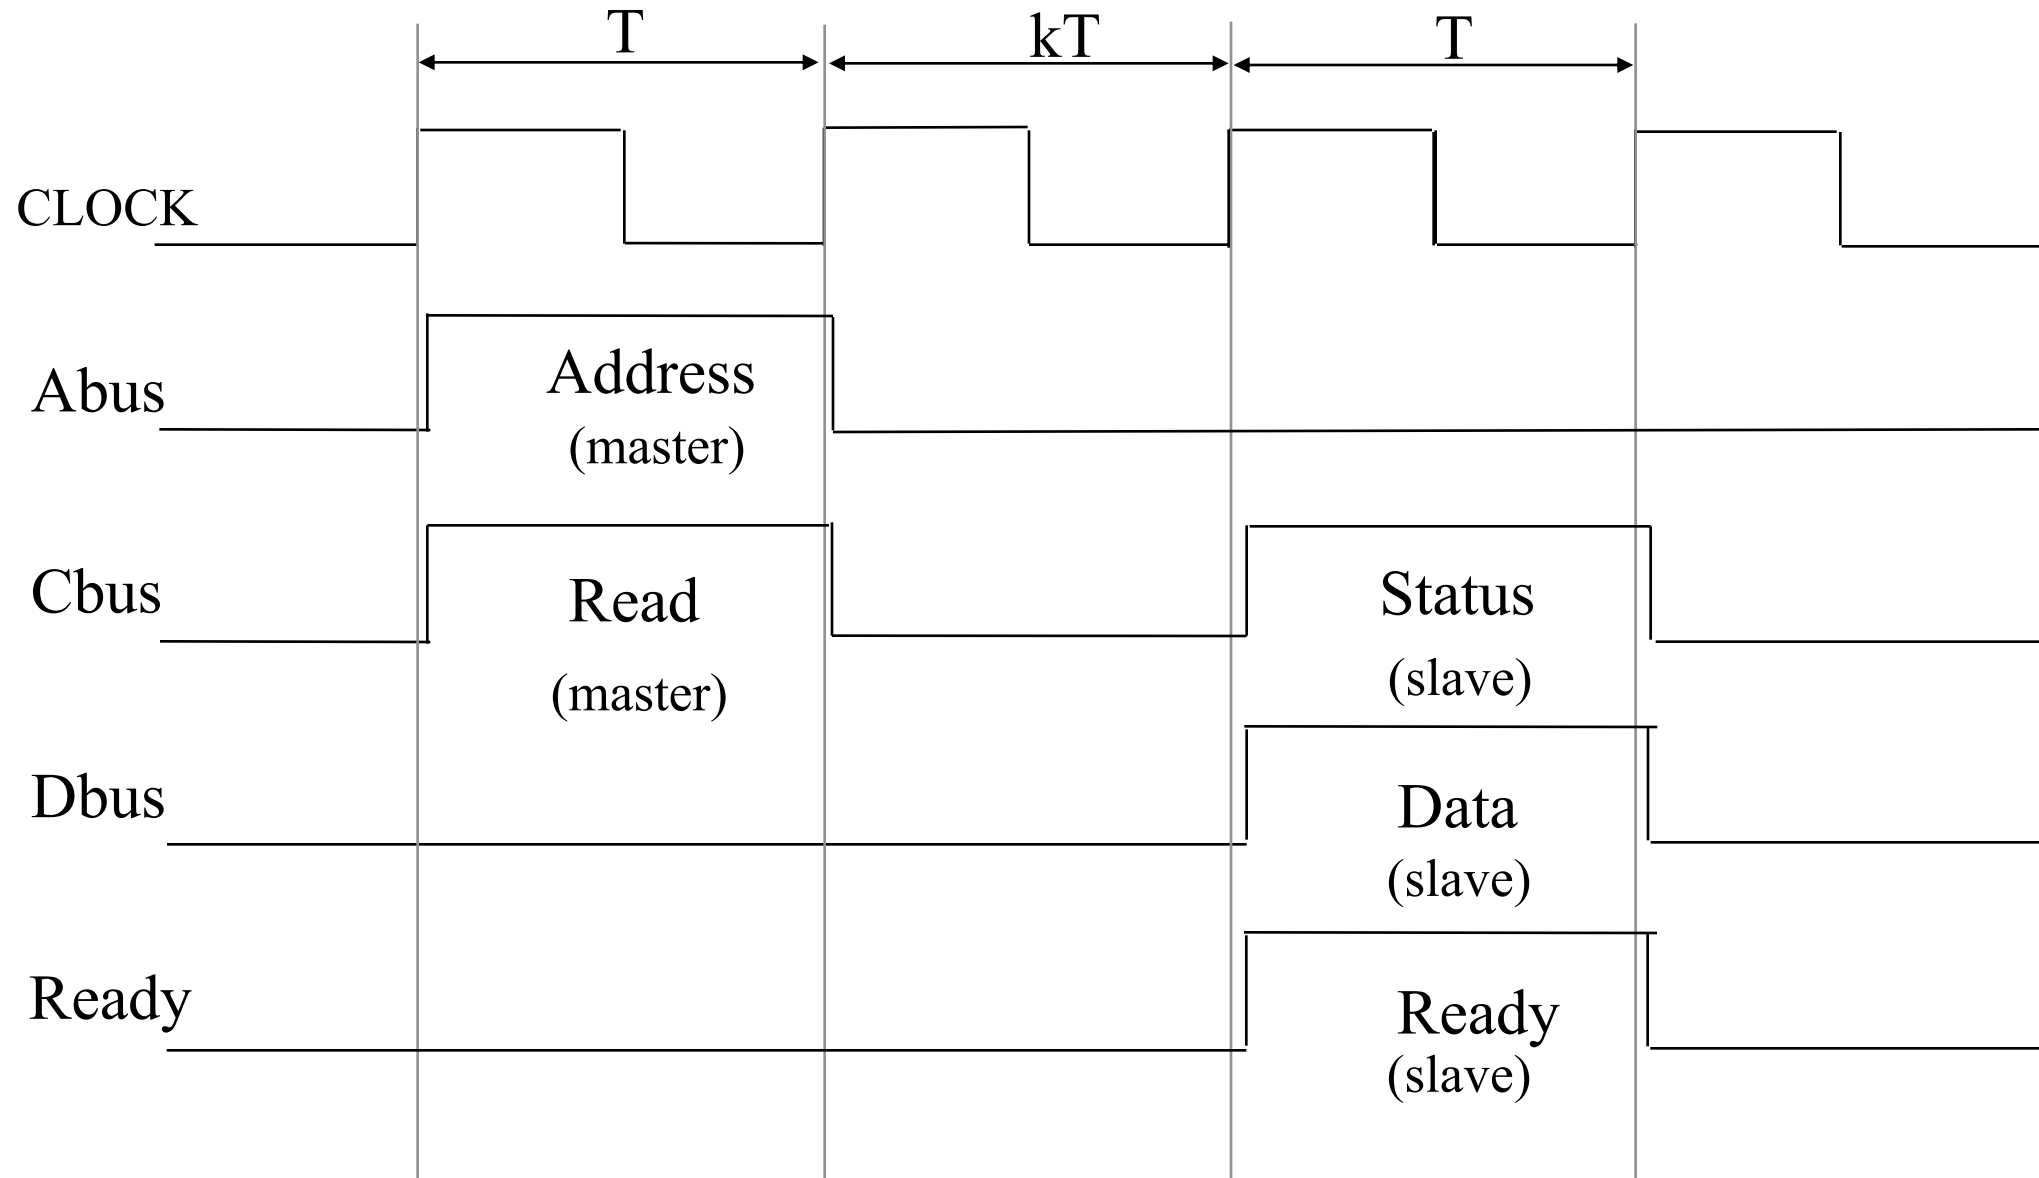 T
kT
T
CLOCK
Abus
Address
(master)
Cbus
Read
(master)
Status
(slave)
Dbus
Data
(slave)
Ready
Ready
(slave)